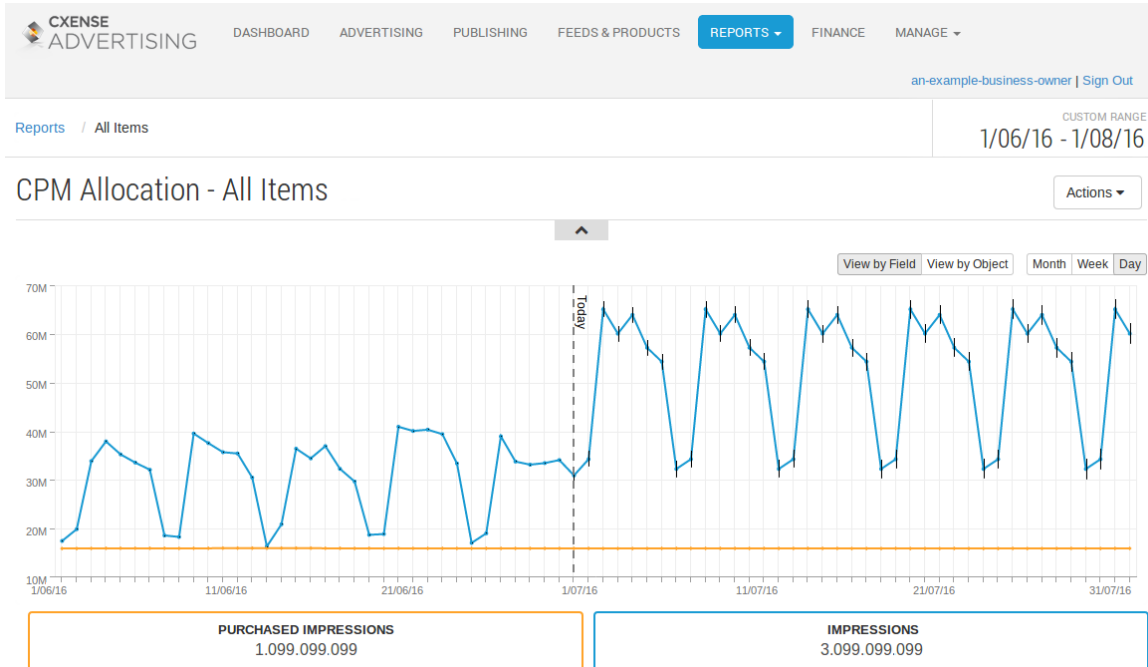 CXENSE
ADVERTISING
DASHBOARD ADVERTISING PUBLISHING FEEDS & PRODUCTS REPORTS FINANCE MANAGE
an-example-business-owner | Sign Out
Reports / All Items
CUSTOM RANGE
1/06/16 - 1/08/16
CPM Allocation - All Items
Actions
View by Field View by Object Month Week Day
70M
60M
50M
40M
30M
20M
10M
Today
1/06/16 11/06/16 21/06/16 1/07/16 11/07/16 21/07/16 31/07/16
PURCHASED IMPRESSIONS
1.099.099.099
IMPRESSIONS
3.099.099.099